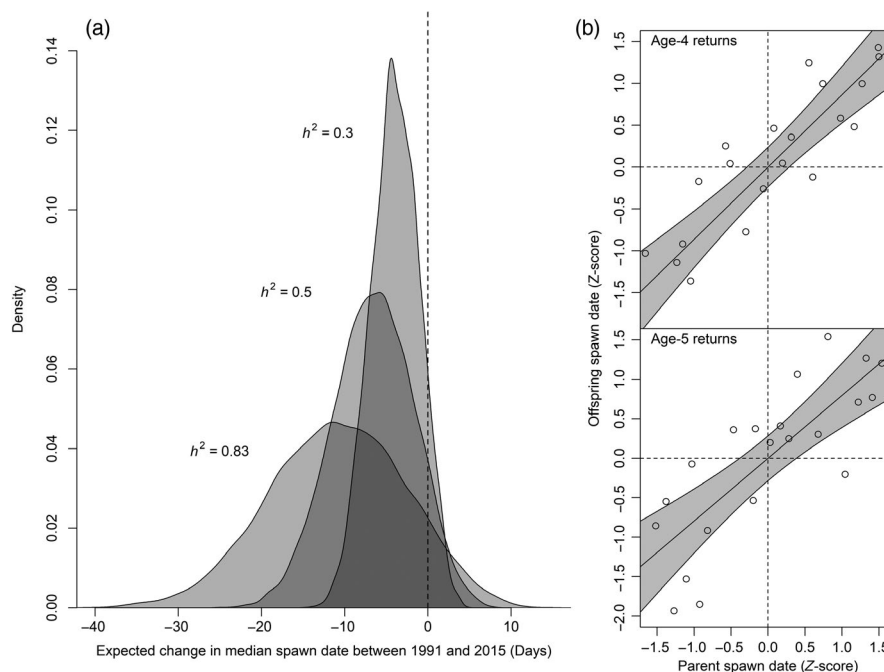 (a)
0.14
0.12
0.10
0.08
0.06
0.04
0.02
0.00
Density
h² = 0.3
h² = 0.5
h² = 0.83
−40 −30 −20 −10 0 10
Expected change in median spawn date between 1991 and 2015 (Days)
(b)
Age-4 returns
1.5
1.0
0.5
0.0
−0.5
−1.0
−1.5
Offspring spawn date (Z-score)
Age-5 returns
1.5
1.0
0.5
0.0
−0.5
−1.0
−1.5
−2.0
−1.5 −1.0 −0.5 0.0 0.5 1.0 1.5
Parent spawn date (Z-score)